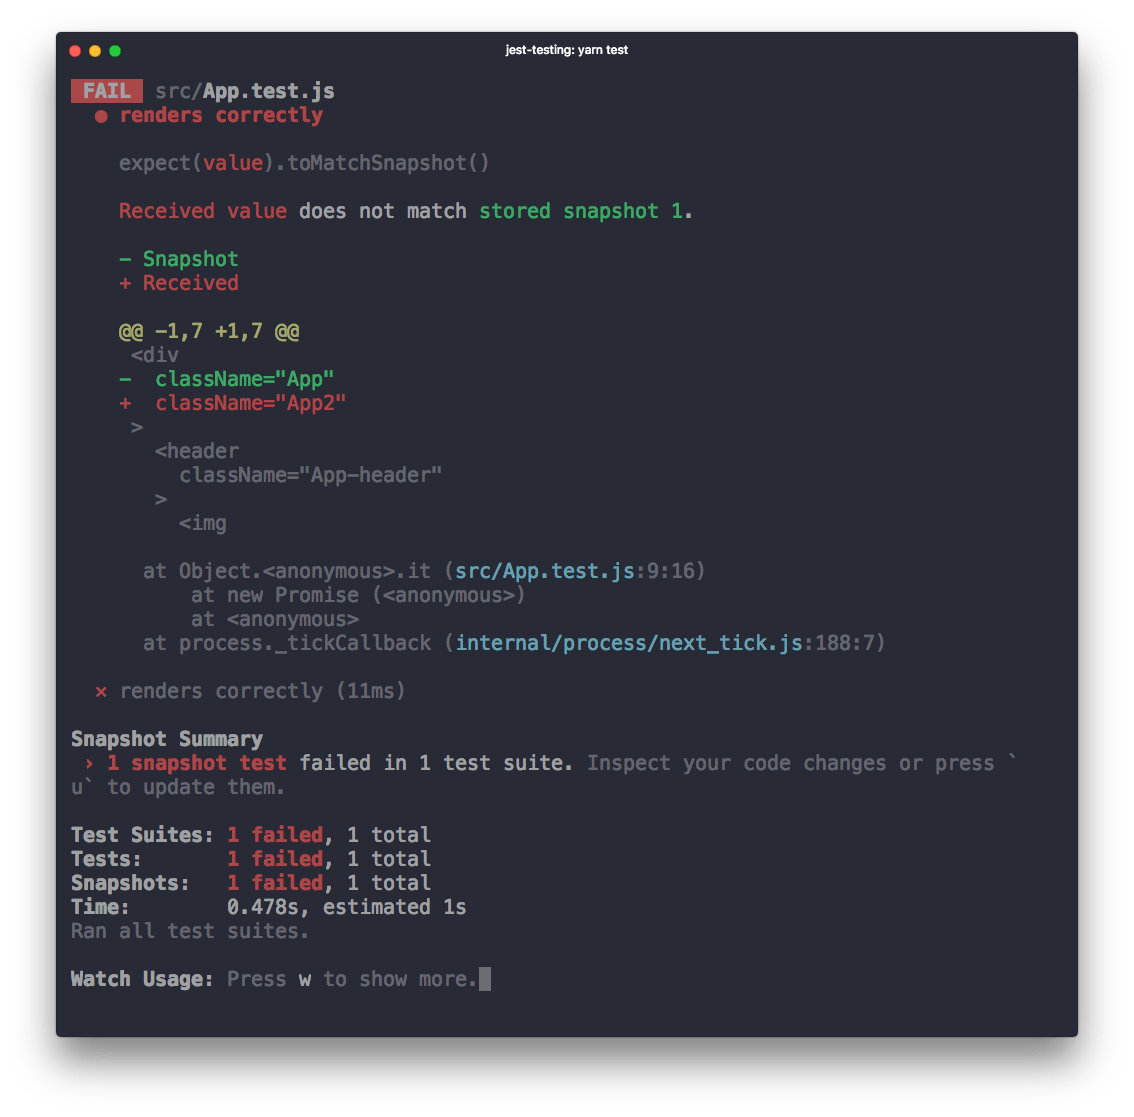 jest-testing: yarn test
FAIL src/App.test.js
● renders correctly
expect(value).toMatchSnapshot()
Received value does not match stored snapshot 1.
- Snapshot
+ Received
@@ -1,7 +1,7 @@
<div
-  className="App"
+  className="App2"
>
<header
className="App-header"
>
<img
at Object.<anonymous>.it (src/App.test.js:9:16)
at new Promise (<anonymous>)
at <anonymous>
at process._tickCallback (internal/process/next_tick.js:188:7)
✕ renders correctly (11ms)
Snapshot Summary
› 1 snapshot test failed in 1 test suite. Inspect your code changes or press `
u` to update them.
Test Suites: 1 failed, 1 total
Tests:       1 failed, 1 total
Snapshots:   1 failed, 1 total
Time:        0.478s, estimated 1s
Ran all test suites.
Watch Usage: Press w to show more.